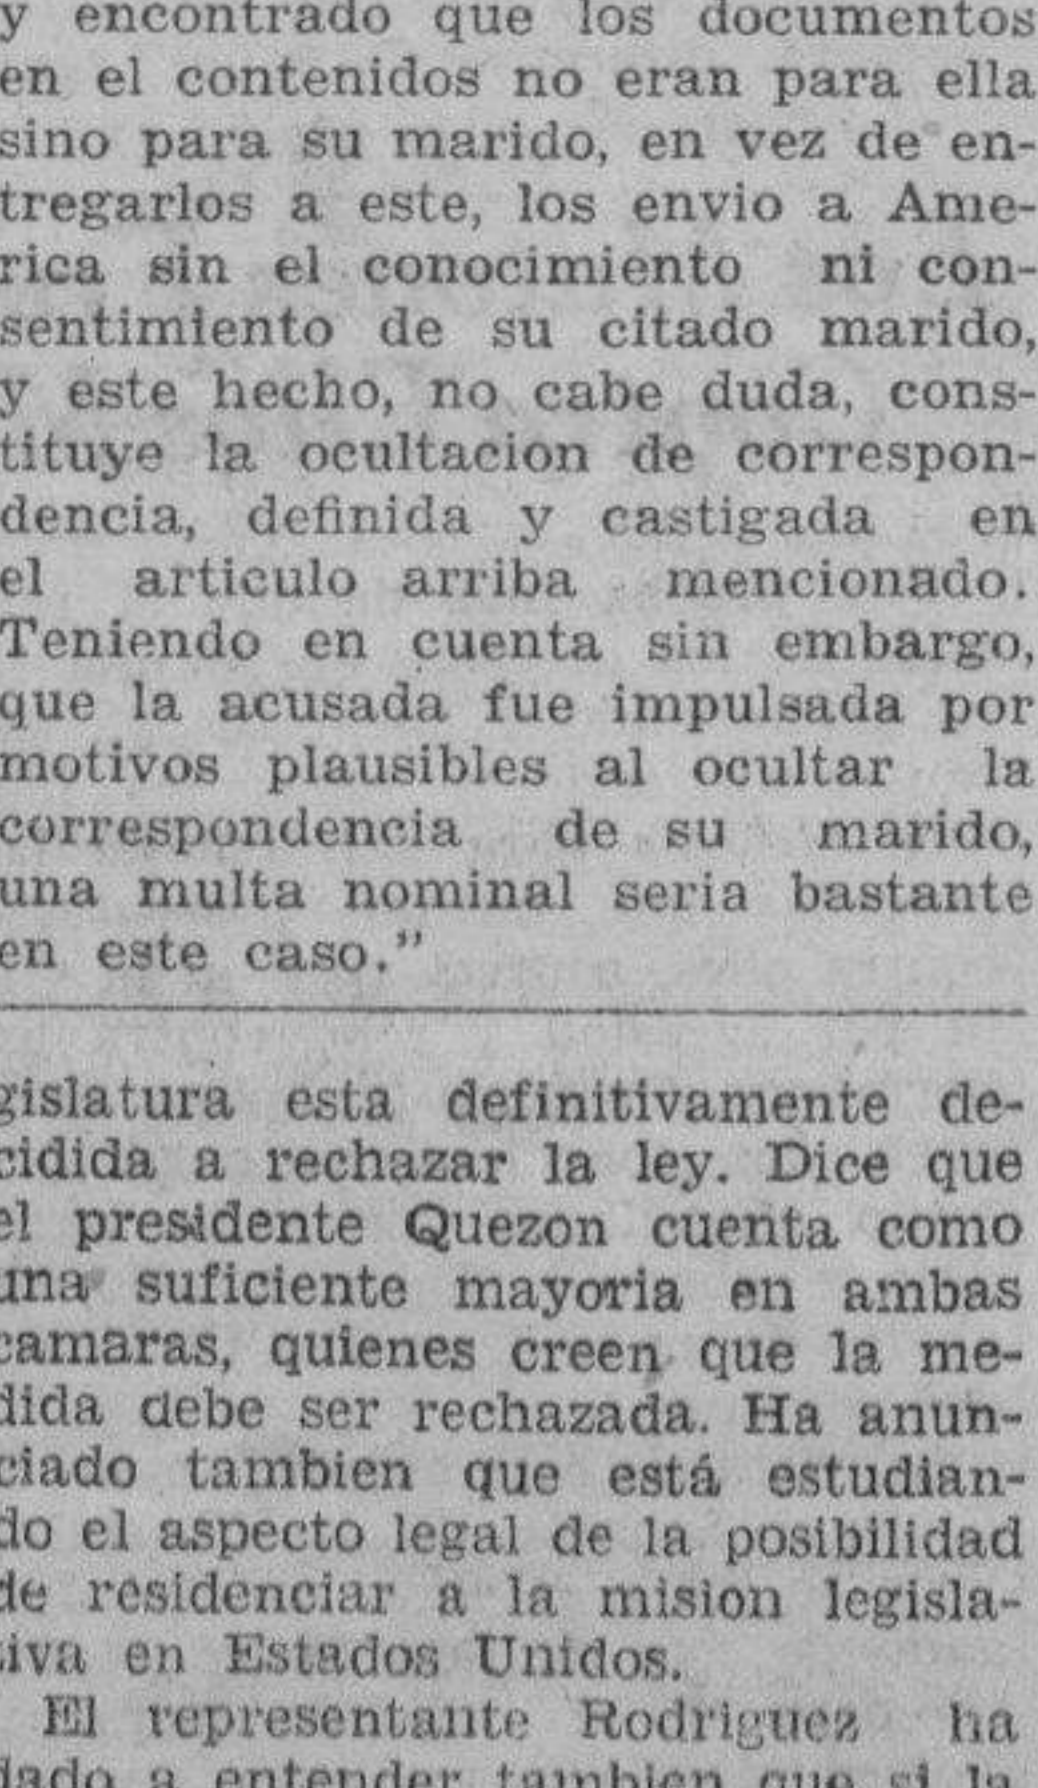 y encontrado que los documentos
en el contenidos no eran para ella
sino para su marido, en vez de en-
tregarlos a este, los envio a Ame-
rica sin el conocimiento ni con-
sentimiento de su citado marido,
y este hecho, no cabe duda, cons-
tituye la ocultacion de correspon-
dencia, definida y castigada en
el articulo arriba mencionado.
Teniendo en cuenta sin embargo,
que la acusada fue impulsada por
motivos plausibles al ocultar la
correspondencia de su marido,
una multa nominal seria bastante
en este caso.”
gislatura esta definitivamente de-
cidida a rechazar la ley. Dice que
el presidente Quezon cuenta como
una suficiente mayoria en ambas
camaras, quienes creen que la me-
dida debe ser rechazada. Ha anun-
ciado tambien que está estudian-
do el aspecto legal de la posibilidad
de residenciar a la mision legisla-
tiva en Estados Unidos.
El representante Rodriguez ha
dado a entender tambien que si la